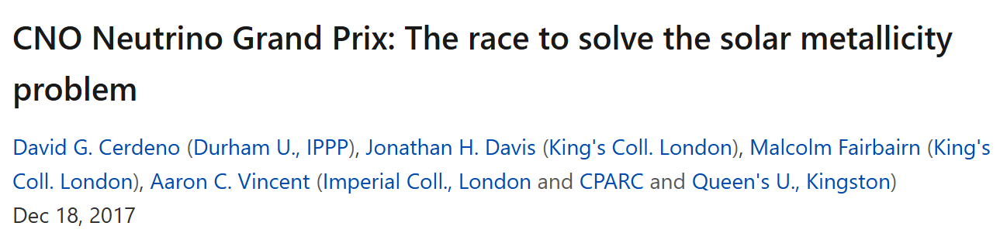 CNO Neutrino Grand Prix: The race to solve the solar metallicity
problem
David G. Cerdeno (Durham U., IPPP), Jonathan H. Davis (King's Coll. London), Malcolm Fairbairn (King's
Coll. London), Aaron C. Vincent (Imperial Coll., London and CPARC and Queen's U., Kingston)
Dec 18, 2017